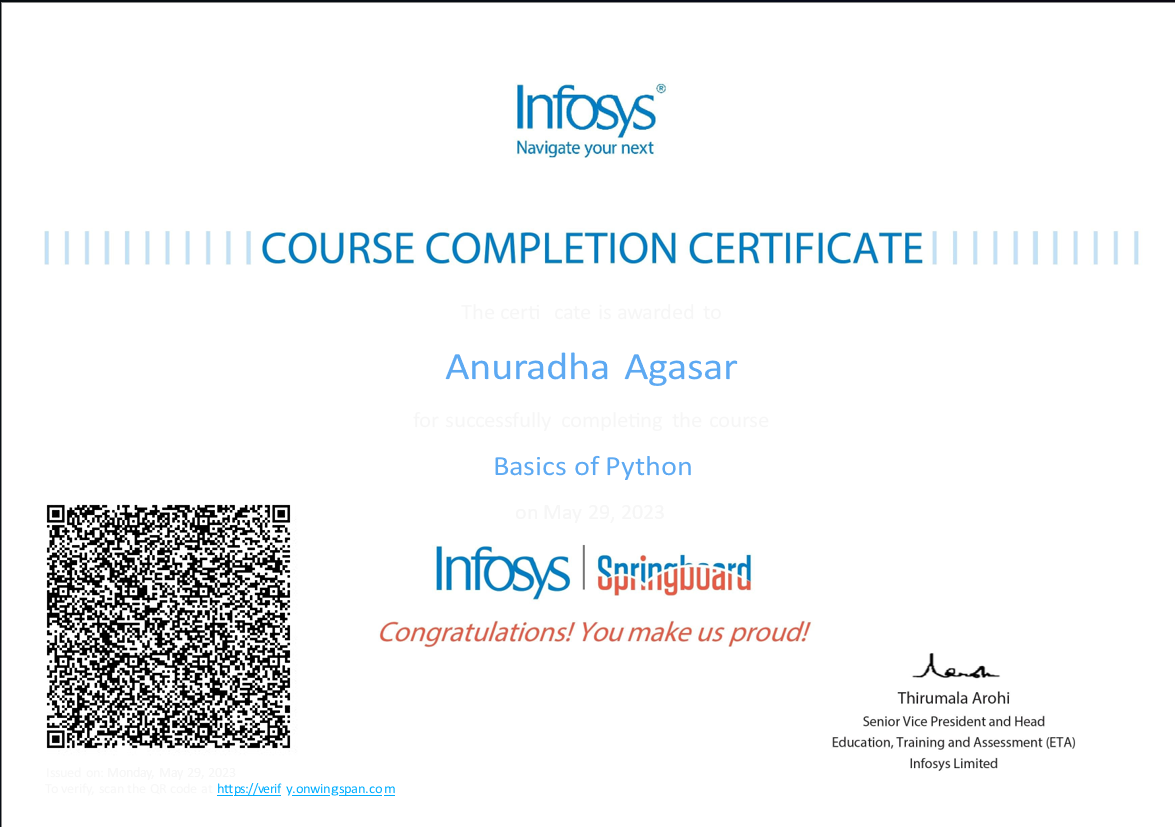 Infosys®
Navigate your next
COURSE COMPLETION CERTIFICATE
The certi cate is awarded to
Anuradha Agasar
for successfully completing the course
Basics of Python
on May 29, 2023
Infosys | Springboard
Congratulations! You make us proud!
Thirumala Arohi
Senior Vice President and Head
Education, Training and Assessment (ETA)
Infosys Limited
Issued on: Monday, May 29, 2023
To verify, scan the QR code at https://verif y.onwingspan.com